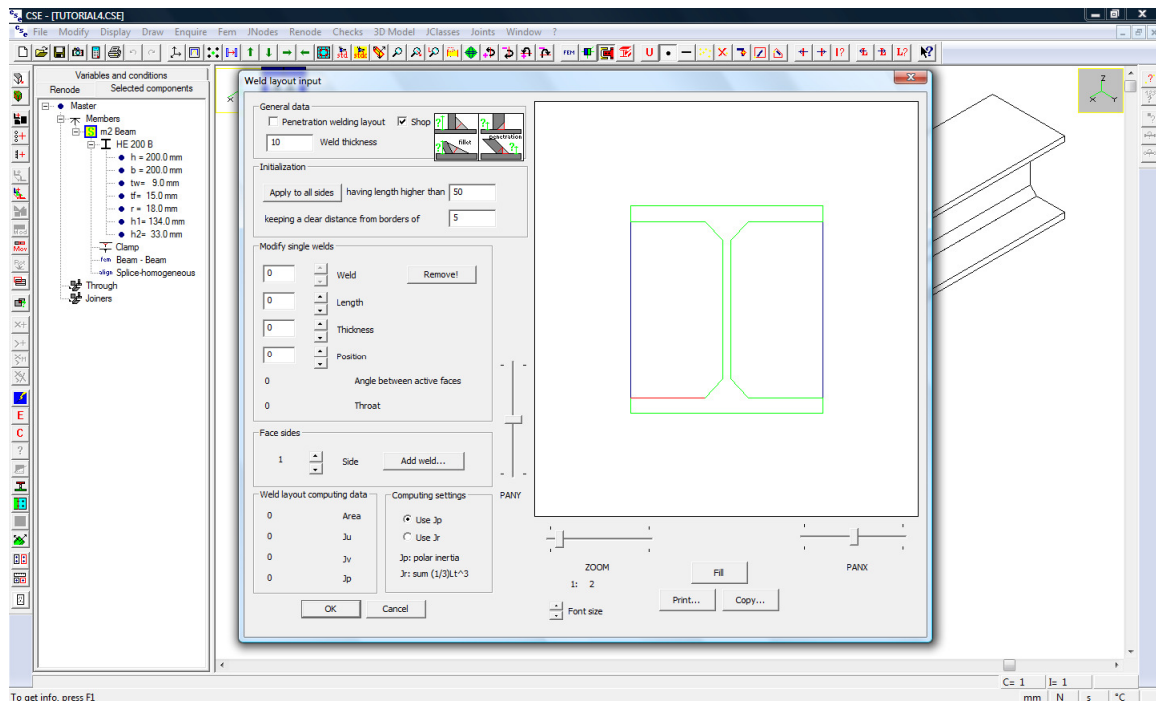 CSE - [TUTORIAL4.CSE]
File Modify Display Draw Enquire Fem JNodes Renode Checks 3D Model JClasses Joints Window ?
Variables and conditions
Renode Selected components
Master
Members
m2 Beam
HE 200 B
h = 200.0 mm
b = 200.0 mm
tw= 9.0 mm
tf= 15.0 mm
r = 18.0 mm
h1= 134.0 mm
h2= 33.0 mm
Clamp
fem Beam - Beam
align Splice-homogeneous
Through
Joiners
Weld layout input
General data
Penetration welding layout
Shop
fillet
penetration
10 Weld thickness
Initialization
Apply to all sides having length higher than 50
keeping a clear distance from borders of 5
Modify single welds
0 Weld Remove!
0 Length
0 Thickness
0 Position
0 Angle between active faces
0 Throat
Face sides
1 Side Add weld...
PANY
Weld layout computing data
0 Area
0 Ju
0 Jv
0 Jp
Computing settings
Use Jp
Use Jr
Jp: polar inertia
Jr: sum (1/3)Lt^3
OK Cancel
ZOOM
1: 2
Font size
Fill
Print... Copy...
PANX
Z
X Y
C= 1 I= 1
To get info, press F1
mm N s °C